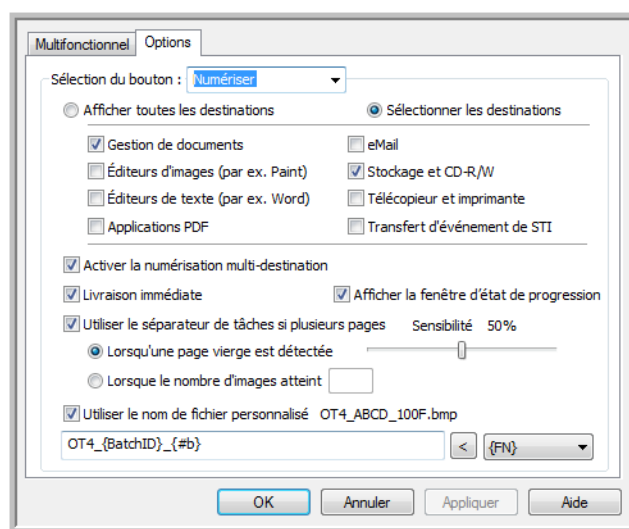 Multifonctionnel Options
Sélection du bouton : Numériser
Afficher toutes les destinations Sélectionner les destinations
Gestion de documents eMail
Éditeurs d'images (par ex. Paint) Stockage et CD-R/W
Éditeurs de texte (par ex. Word) Télécopieur et imprimante
Applications PDF Transfert d'événement de STI
Activer la numérisation multi-destination
Livraison immédiate Afficher la fenêtre d'état de progression
Utiliser le séparateur de tâches si plusieurs pages Sensibilité 50%
Lorsqu'une page vierge est détectée
Lorsque le nombre d'images atteint
Utiliser le nom de fichier personnalisé OT4_ABCD_100F.bmp
OT4_{BatchID}_{#b} < {FN}
OK Annuler Appliquer Aide